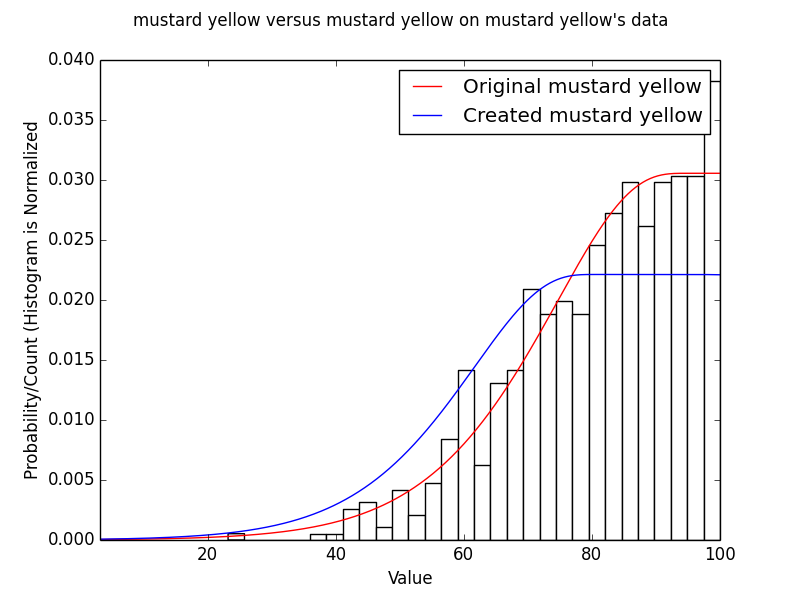 mustard yellow versus mustard yellow on mustard yellow's data
0.040
0.035
0.030
0.025
0.020
0.015
0.010
0.005
0.000
Probability/Count (Histogram is Normalized
Original mustard yellow
Created mustard yellow
20
40
60
80
100
Value